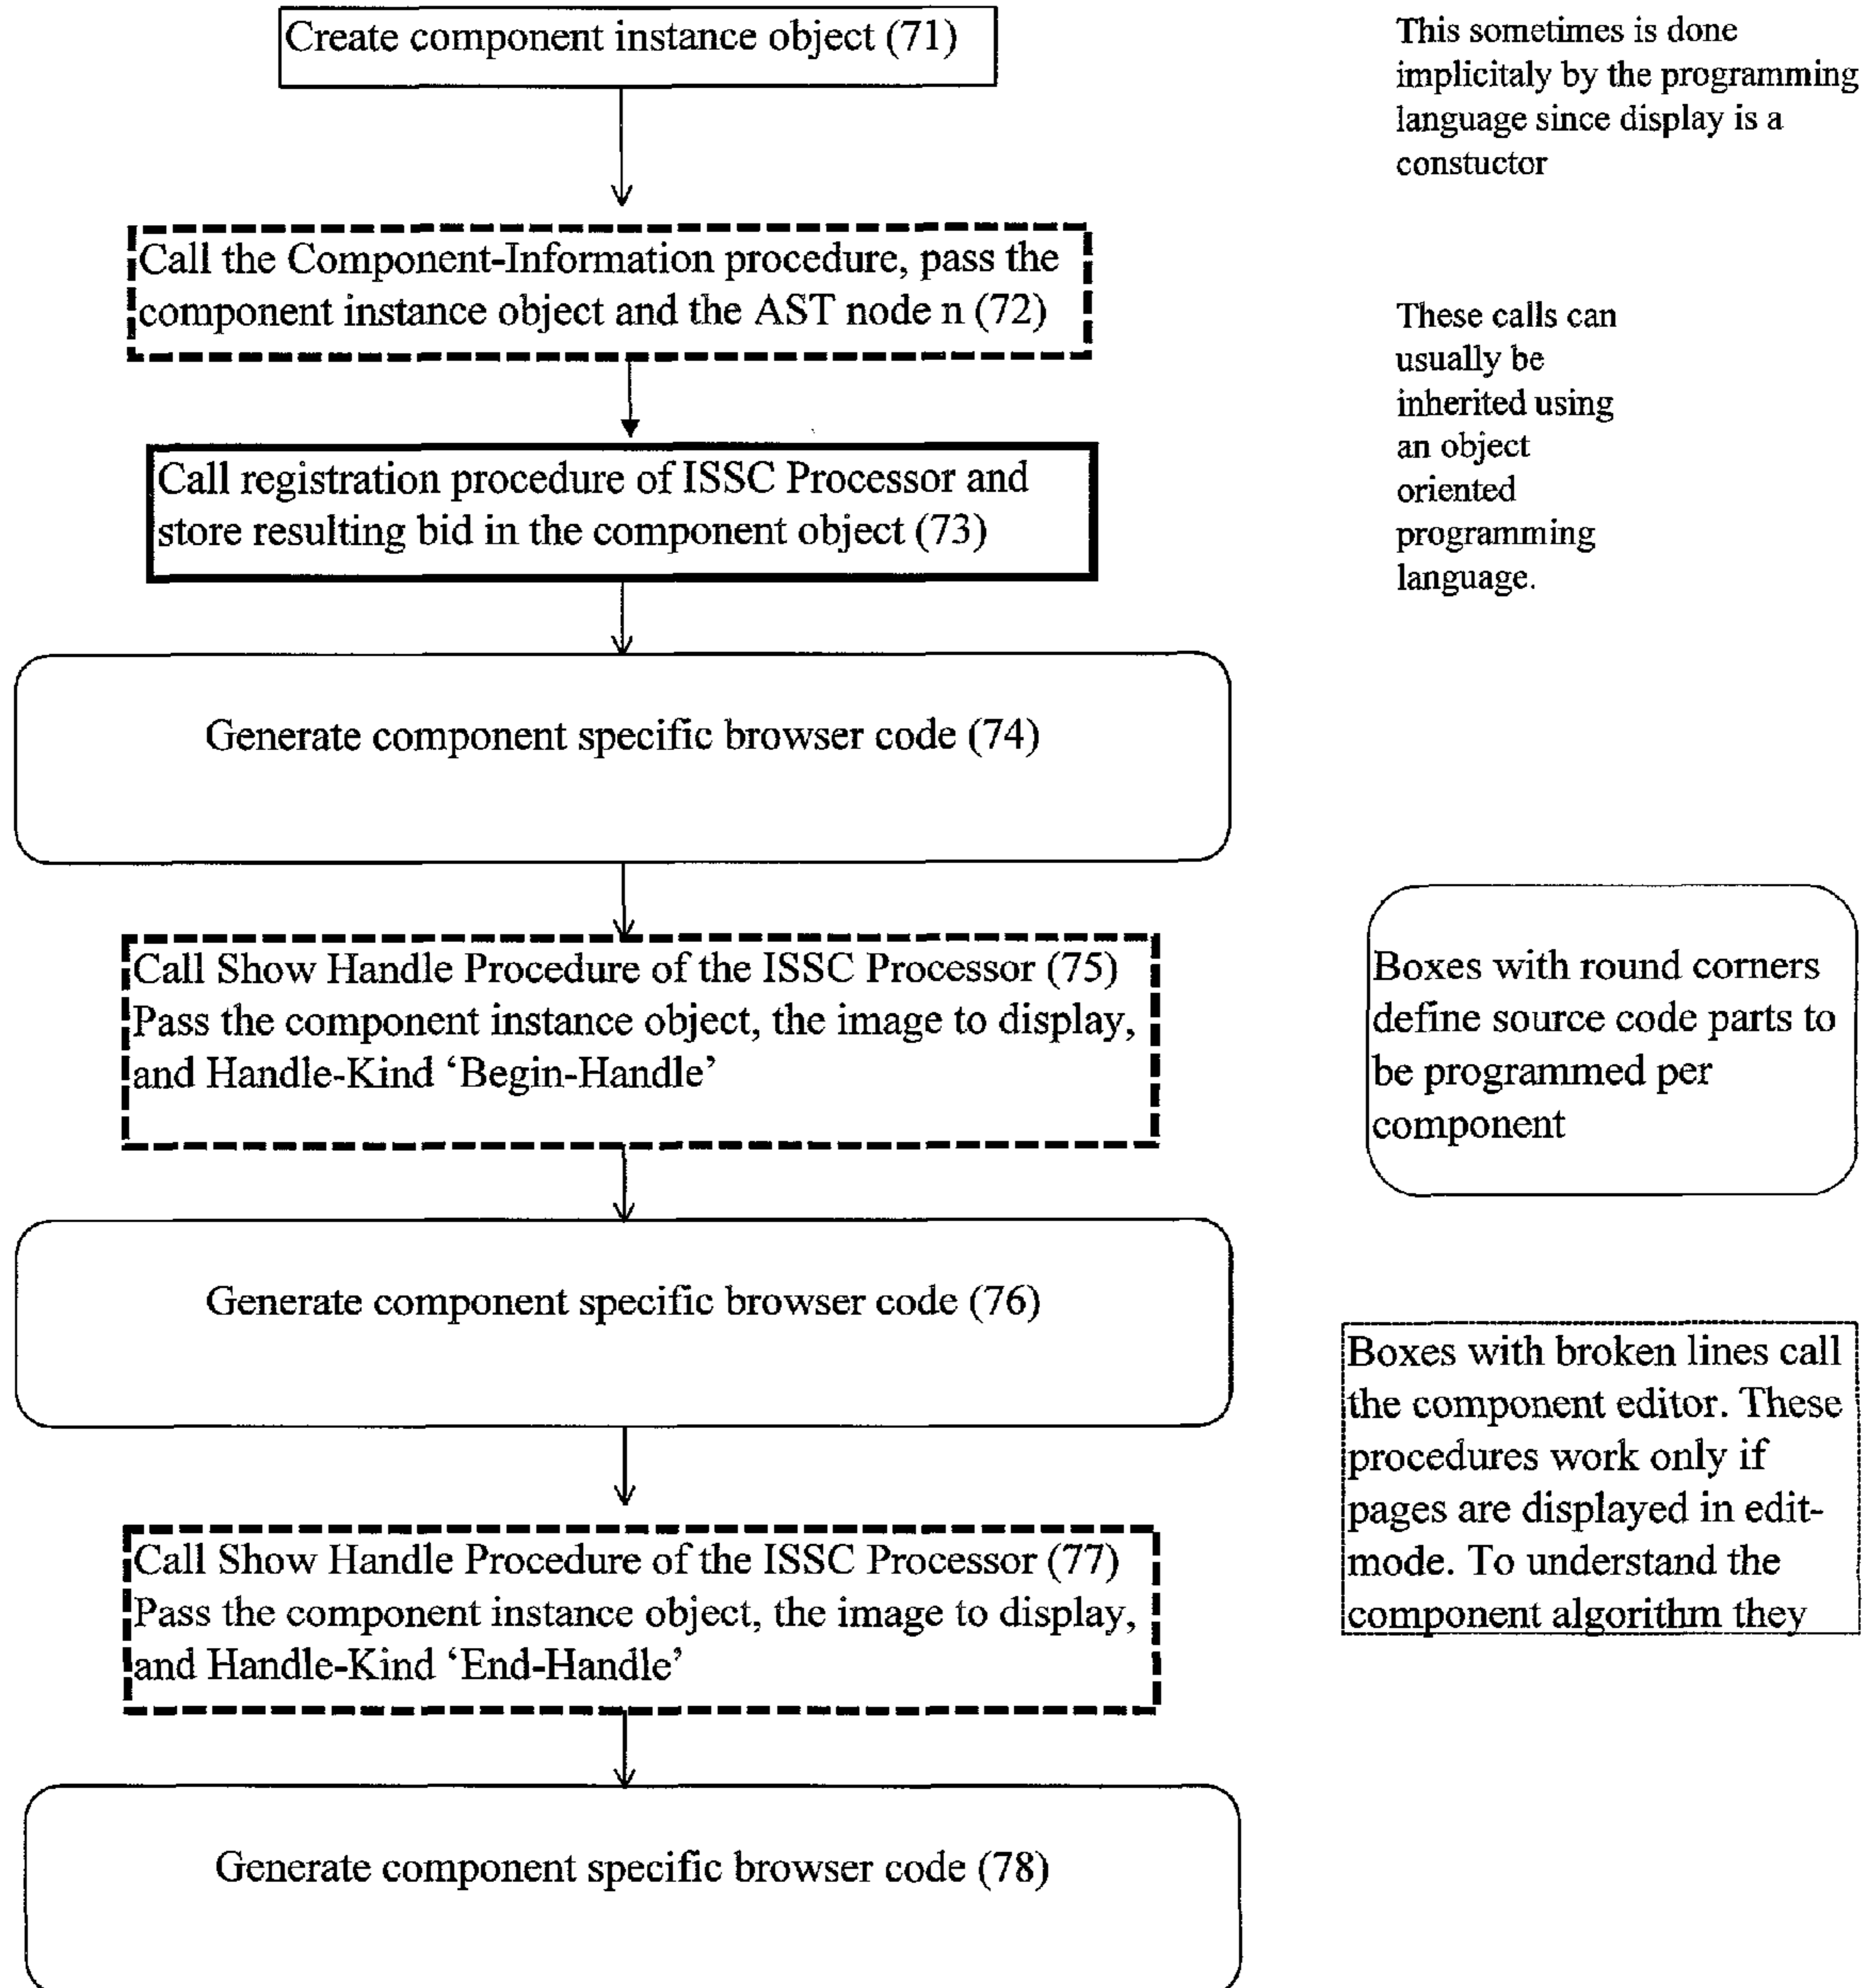 Create component instance object (71)
This sometimes is done
implicitaly by the programming
language since display is a
constuctor
Call the Component-Information procedure, pass the
component instance object and the AST node n (72)
These calls can
usually be
inherited using
an object
oriented
programming
language.
Call registration procedure of ISSC Processor and
store resulting bid in the component object (73)
Generate component specific browser code (74)
Call Show Handle Procedure of the ISSC Processor (75)
Pass the component instance object, the image to display,
and Handle-Kind ‘Begin-Handle’
Boxes with round corners
define source code parts to
be programmed per
component
Generate component specific browser code (76)
Boxes with broken lines call
the component editor. These
procedures work only if
pages are displayed in edit-
mode. To understand the
component algorithm they
Call Show Handle Procedure of the ISSC Processor (77)
Pass the component instance object, the image to display,
and Handle-Kind ‘End-Handle’
Generate component specific browser code (78)